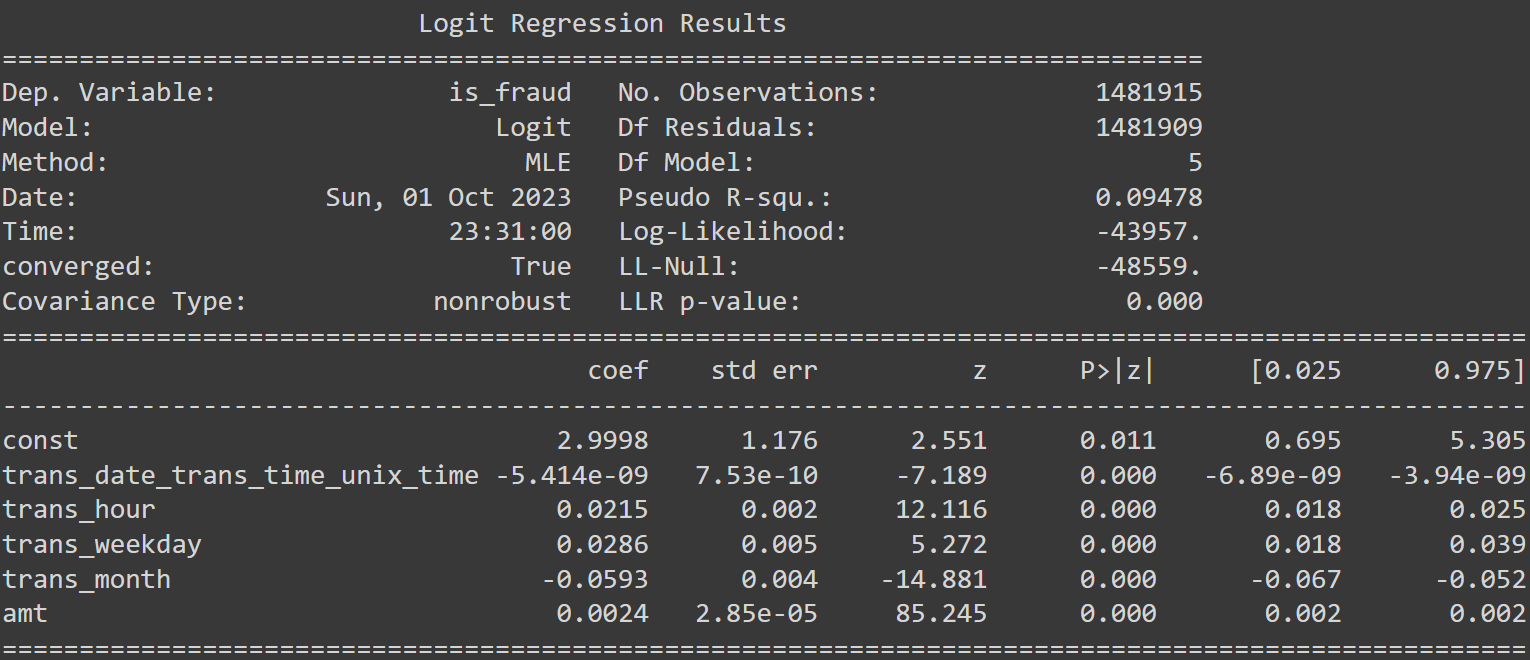 Logit Regression Results
==============================================================================
Dep. Variable: is_fraud No. Observations: 1481915
Model: Logit Df Residuals: 1481909
Method: MLE Df Model: 5
Date: Sun, 01 Oct 2023 Pseudo R-squ.: 0.09478
Time: 23:31:00 Log-Likelihood: -43957.
converged: True LL-Null: -48559.
Covariance Type: nonrobust LLR p-value: 0.000
===================================================================================================
coef std err z P>|z| [0.025 0.975]
---------------------------------------------------------------------------------------------------
const 2.9998 1.176 2.551 0.011 0.695 5.305
trans_date_trans_time_unix_time -5.414e-09 7.53e-10 -7.189 0.000 -6.89e-09 -3.94e-09
trans_hour 0.0215 0.002 12.116 0.000 0.018 0.025
trans_weekday 0.0286 0.005 5.272 0.000 0.018 0.039
trans_month -0.0593 0.004 -14.881 0.000 -0.067 -0.052
amt 0.0024 2.85e-05 85.245 0.000 0.002 0.002
===================================================================================================